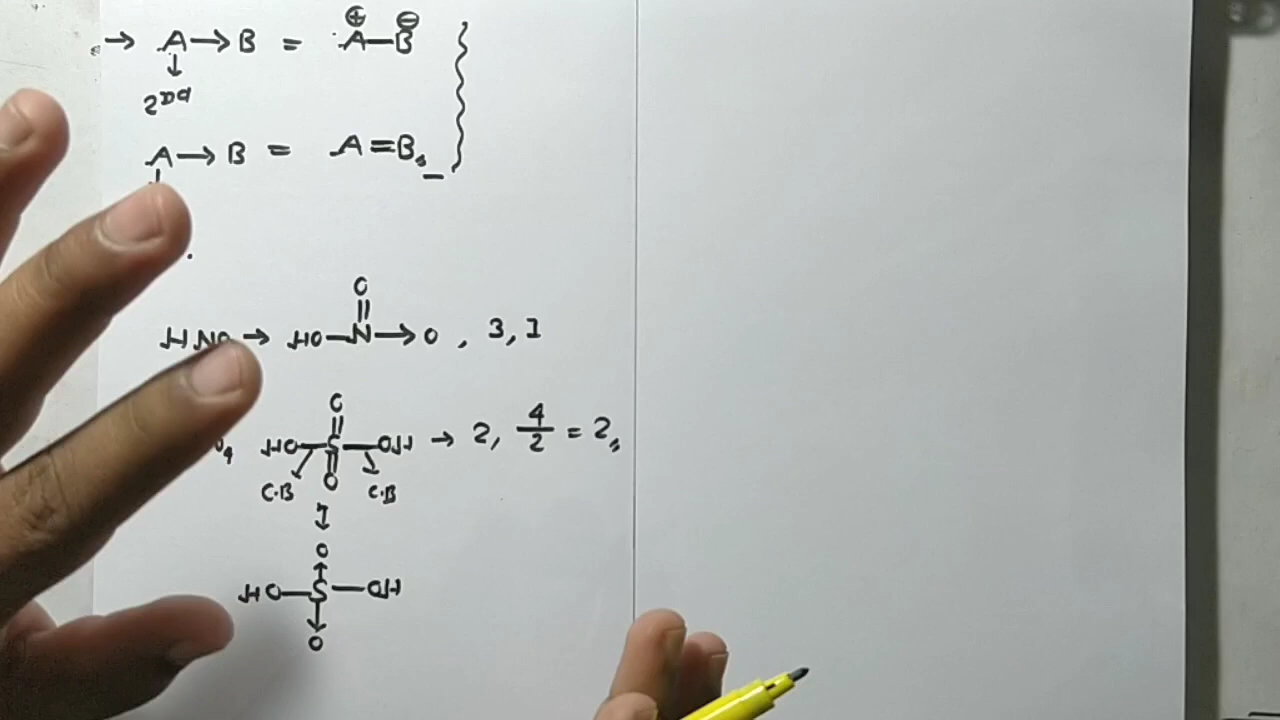 → A → B = A⊕ — B⊖
↓
2nd
A → B = A = B,
O
||
HNO → HO — N → O , 3, 1
O
||
HO — S — OH → 2, 4/2 = 2,
||
O
C.B C.B
↓
O
↑
HO — S — OH
↓
O